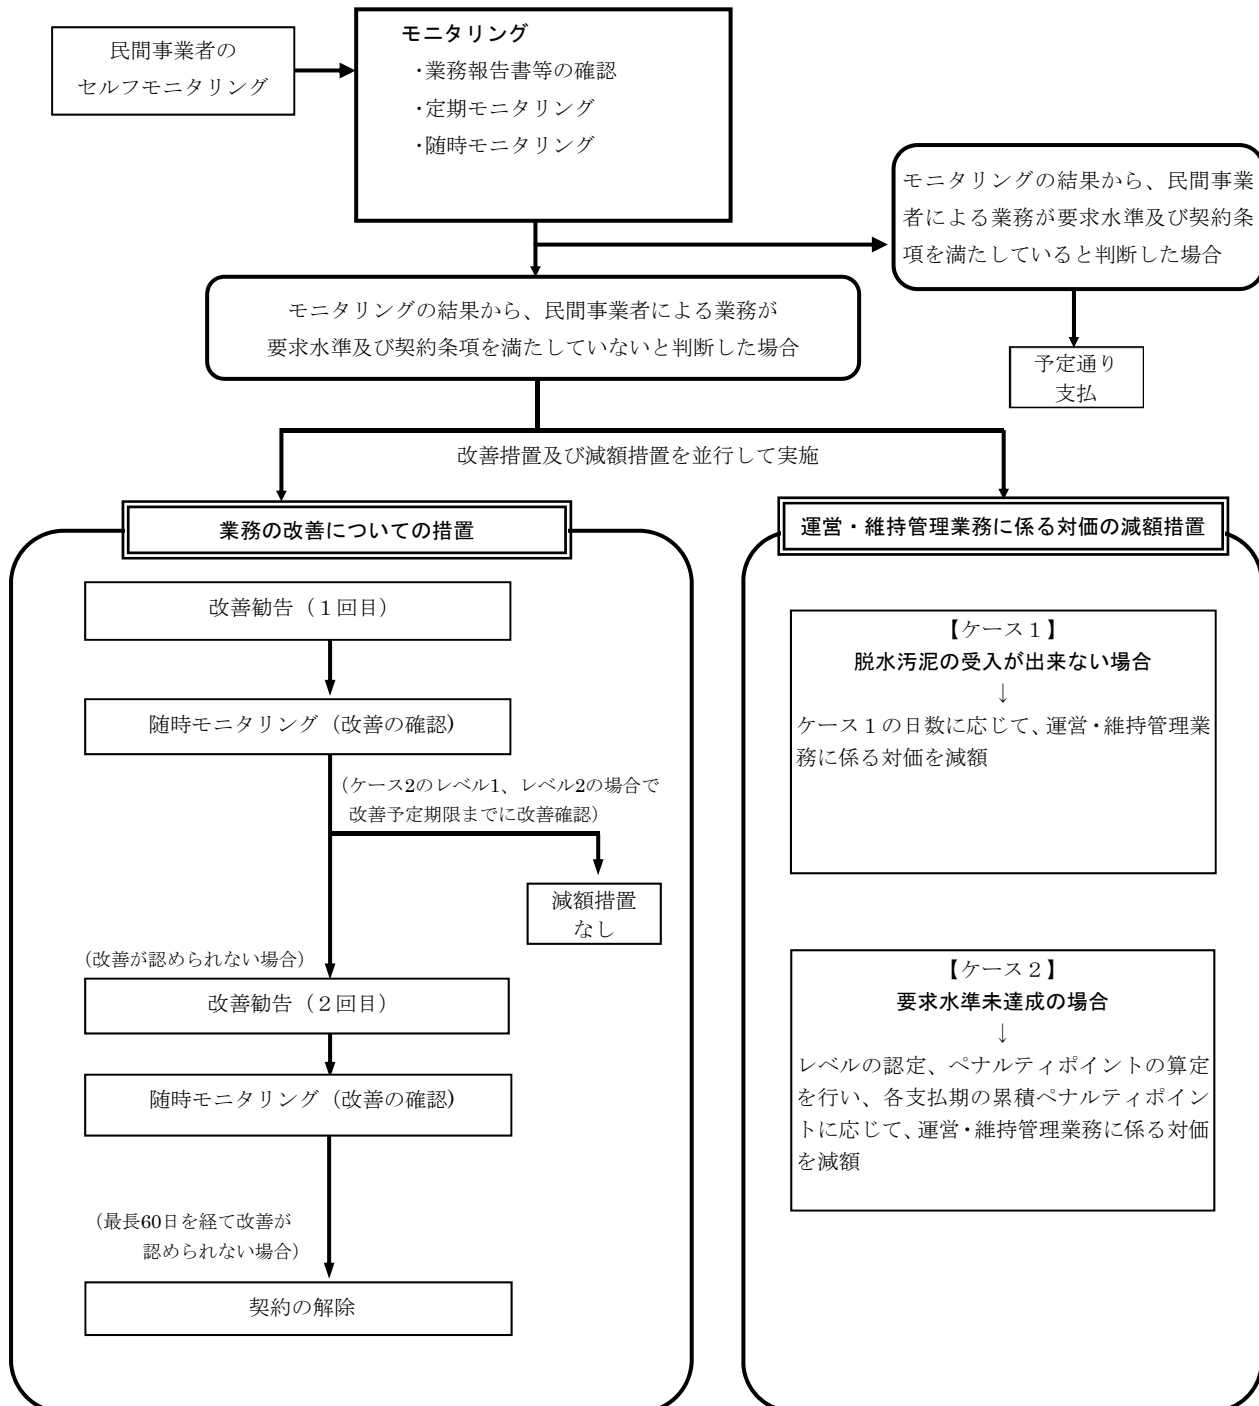 民間事業者の
セルフモニタリング
モニタリング
・業務報告書等の確認
・定期モニタリング
・随時モニタリング
モニタリングの結果から、民間事業
者による業務が要求水準及び契約条
項を満たしていると判断した場合
モニタリングの結果から、民間事業者による業務が
要求水準及び契約条項を満たしていないと判断した場合
予定通り
支払
改善措置及び減額措置を並行して実施
業務の改善についての措置
改善勧告（１回目）
随時モニタリング（改善の確認）
（ケース2のレベル1、レベル2の場合で
改善予定期限までに改善確認）
減額措置
なし
（改善が認められない場合）
改善勧告（２回目）
随時モニタリング（改善の確認）
（最長60日を経て改善が
認められない場合）
契約の解除
運営・維持管理業務に係る対価の減額措置
【ケース１】
脱水汚泥の受入が出来ない場合
↓
ケース１の日数に応じて、運営・維持管理業
務に係る対価を減額
【ケース２】
要求水準未達成の場合
↓
レベルの認定、ペナルティポイントの算定
を行い、各支払期の累積ペナルティポイン
トに応じて、運営・維持管理業務に係る対価
を減額